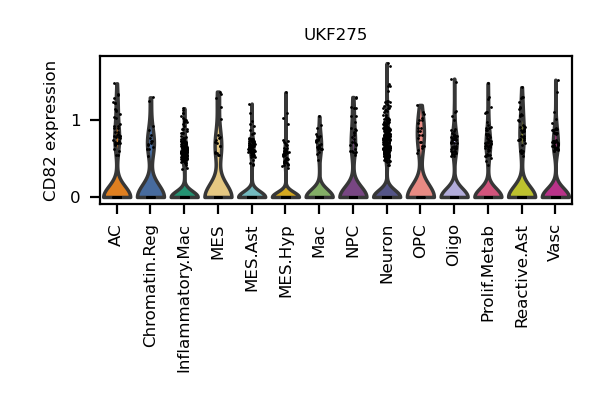 UKF275
CD82 expression
1
0
AC
Chromatin.Reg
Inflammatory.Mac
MES
MES.Ast
MES.Hyp
Mac
NPC
Neuron
OPC
Oligo
Prolif.Metab
Reactive.Ast
Vasc